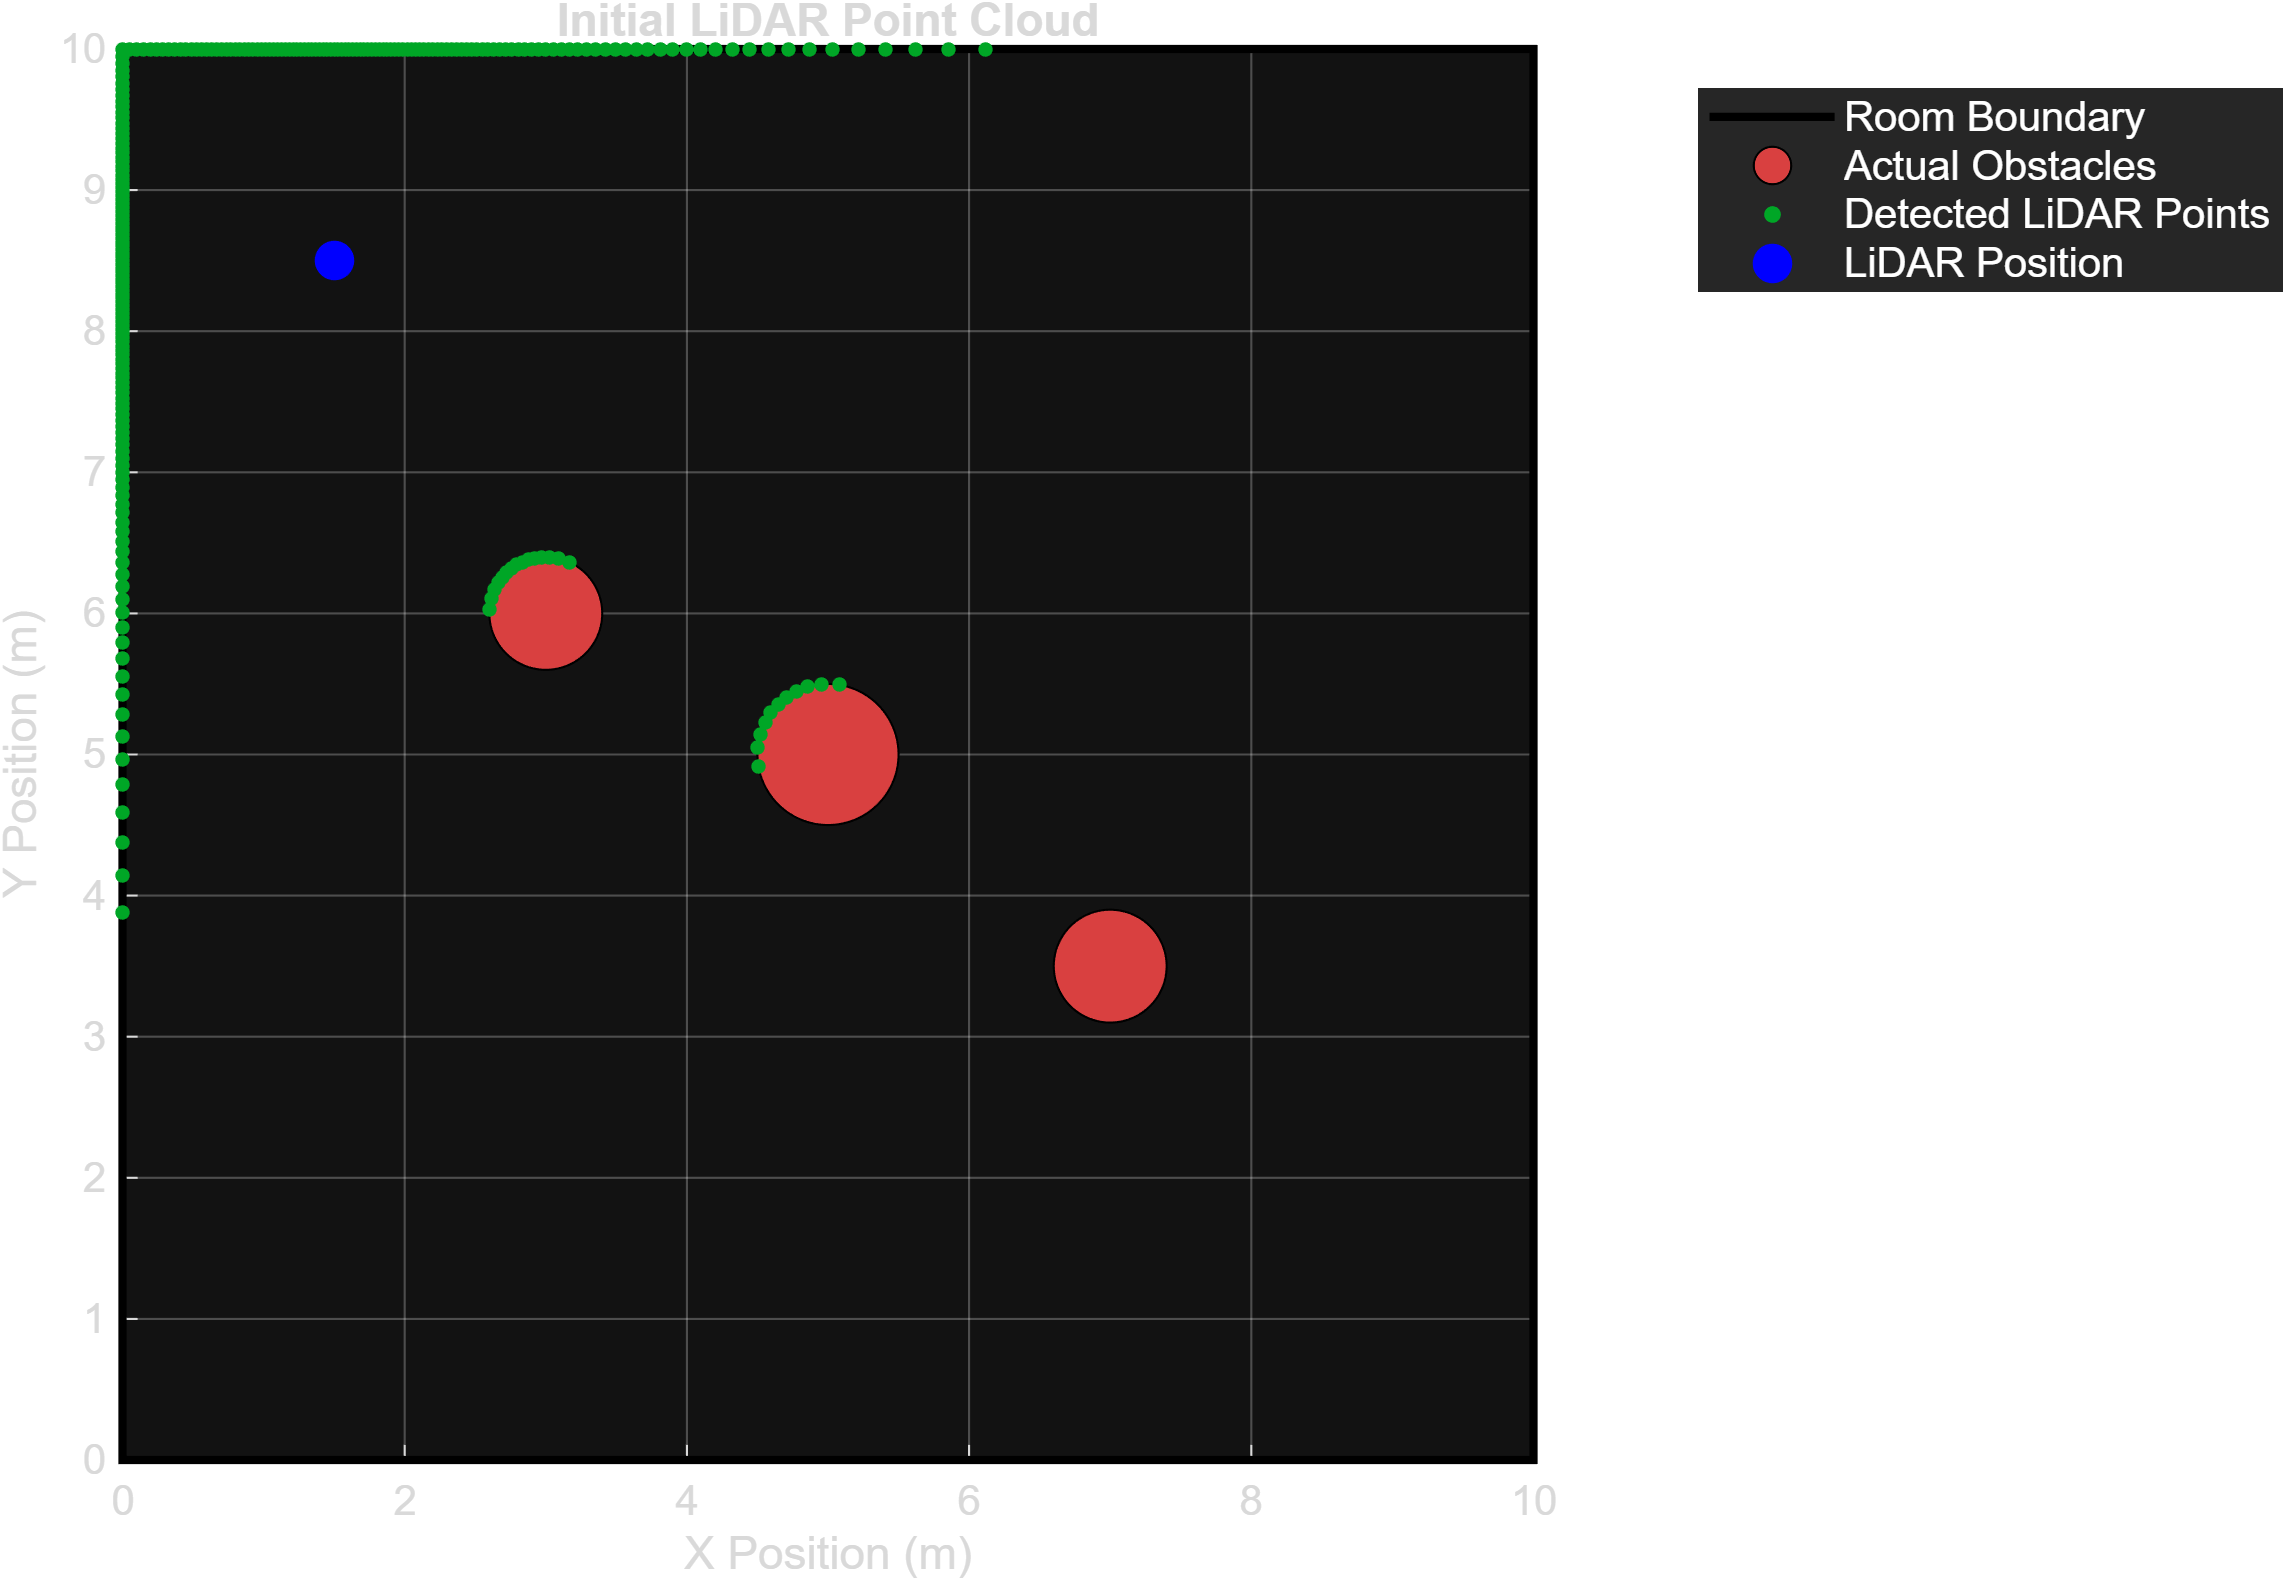 Initial LiDAR Point Cloud
10
9
8
7
6
5
4
3
2
1
0
0 2 4 6 8 10
X Position (m)
Y Position (m)
Room Boundary
Actual Obstacles
Detected LiDAR Points
LiDAR Position